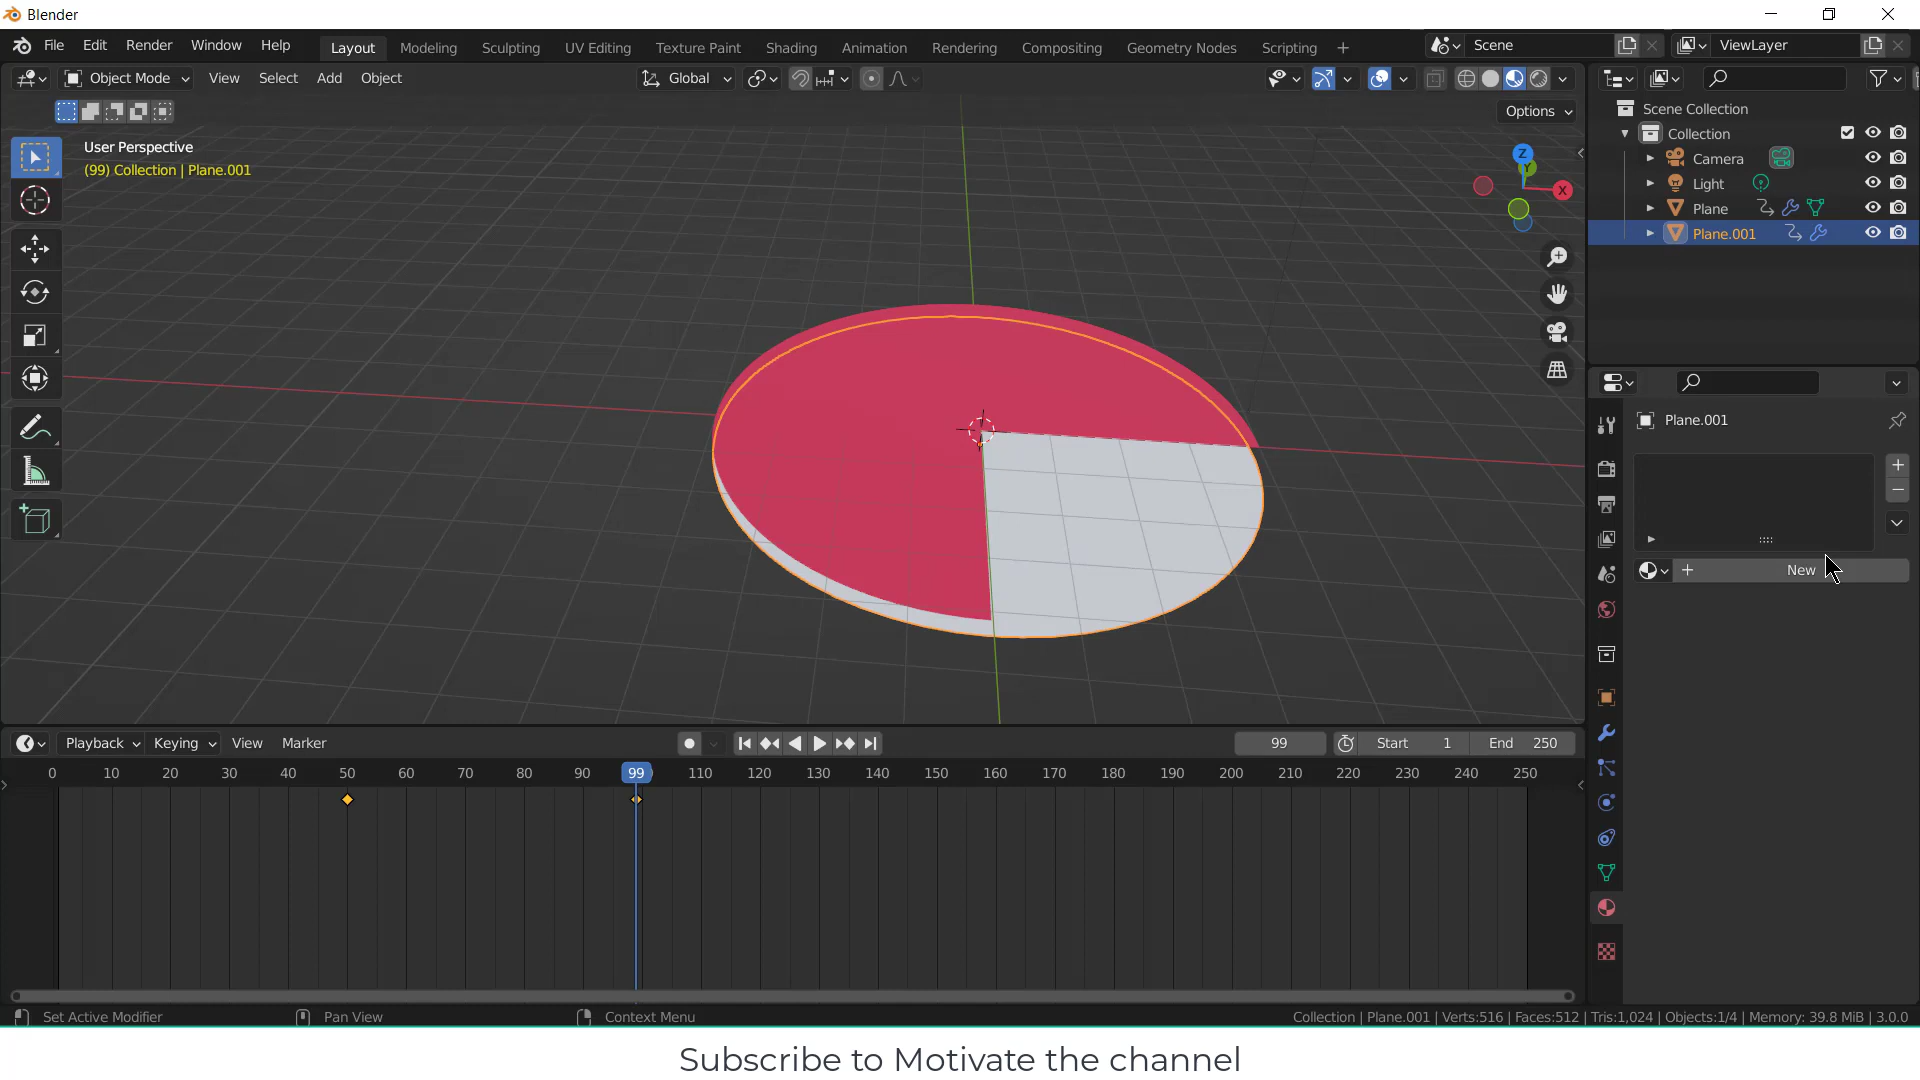 Blender
File Edit Render Window Help
Layout Modeling Sculpting UV Editing Texture Paint Shading Animation Rendering Compositing Geometry Nodes Scripting +
Scene
ViewLayer
Object Mode View Select Add Object
Global
Options
User Perspective
(99) Collection | Plane.001
Z
X
Scene Collection
Collection
Camera
Light
Plane
Plane.001
Plane.001
New
Playback Keying View Marker
99 Start 1 End 250
0 10 20 30 40 50 60 70 80 90 99 110 120 130 140 150 160 170 180 190 200 210 220 230 240 250
Set Active Modifier Pan View Context Menu
Collection | Plane.001 | Verts:516 | Faces:512 | Tris:1,024 | Objects:1/4 | Memory: 39.8 MiB | 3.0.0
Subscribe to Motivate the channel